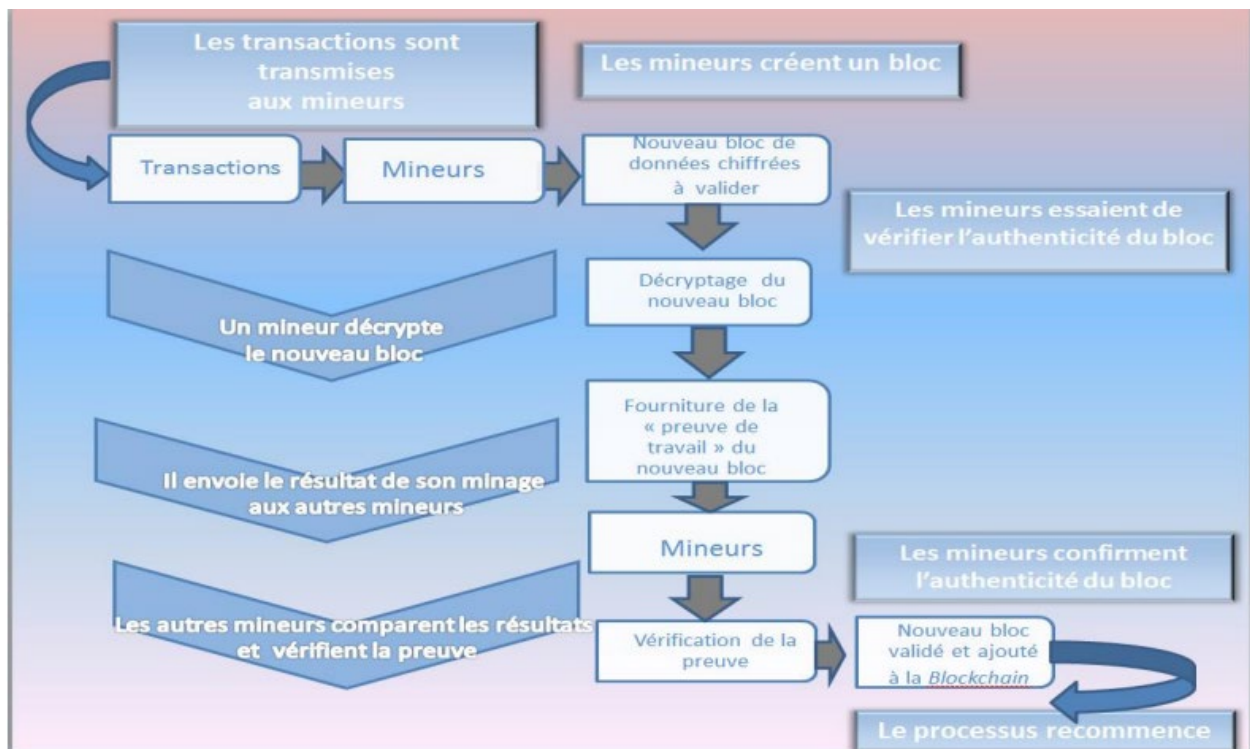 Les transactions sont
transmises
aux mineurs
Les mineurs créent un bloc
Transactions
Mineurs
Nouveau bloc de
données chiffrées
à valider
Les mineurs essaient de
vérifier l'authenticité du bloc
Décryptage du
nouveau bloc
Un mineur décrypte
le nouveau bloc
Fourniture de la
« preuve de
travail » du
nouveau bloc
Il envoie le résultat de son minage
aux autres mineurs
Mineurs
Les mineurs confirment
l'authenticité du bloc
Les autres mineurs comparent les résultats
et vérifient la preuve
Vérification de la
preuve
Nouveau bloc
validé et ajouté
à la Blockchain
Le processus recommence